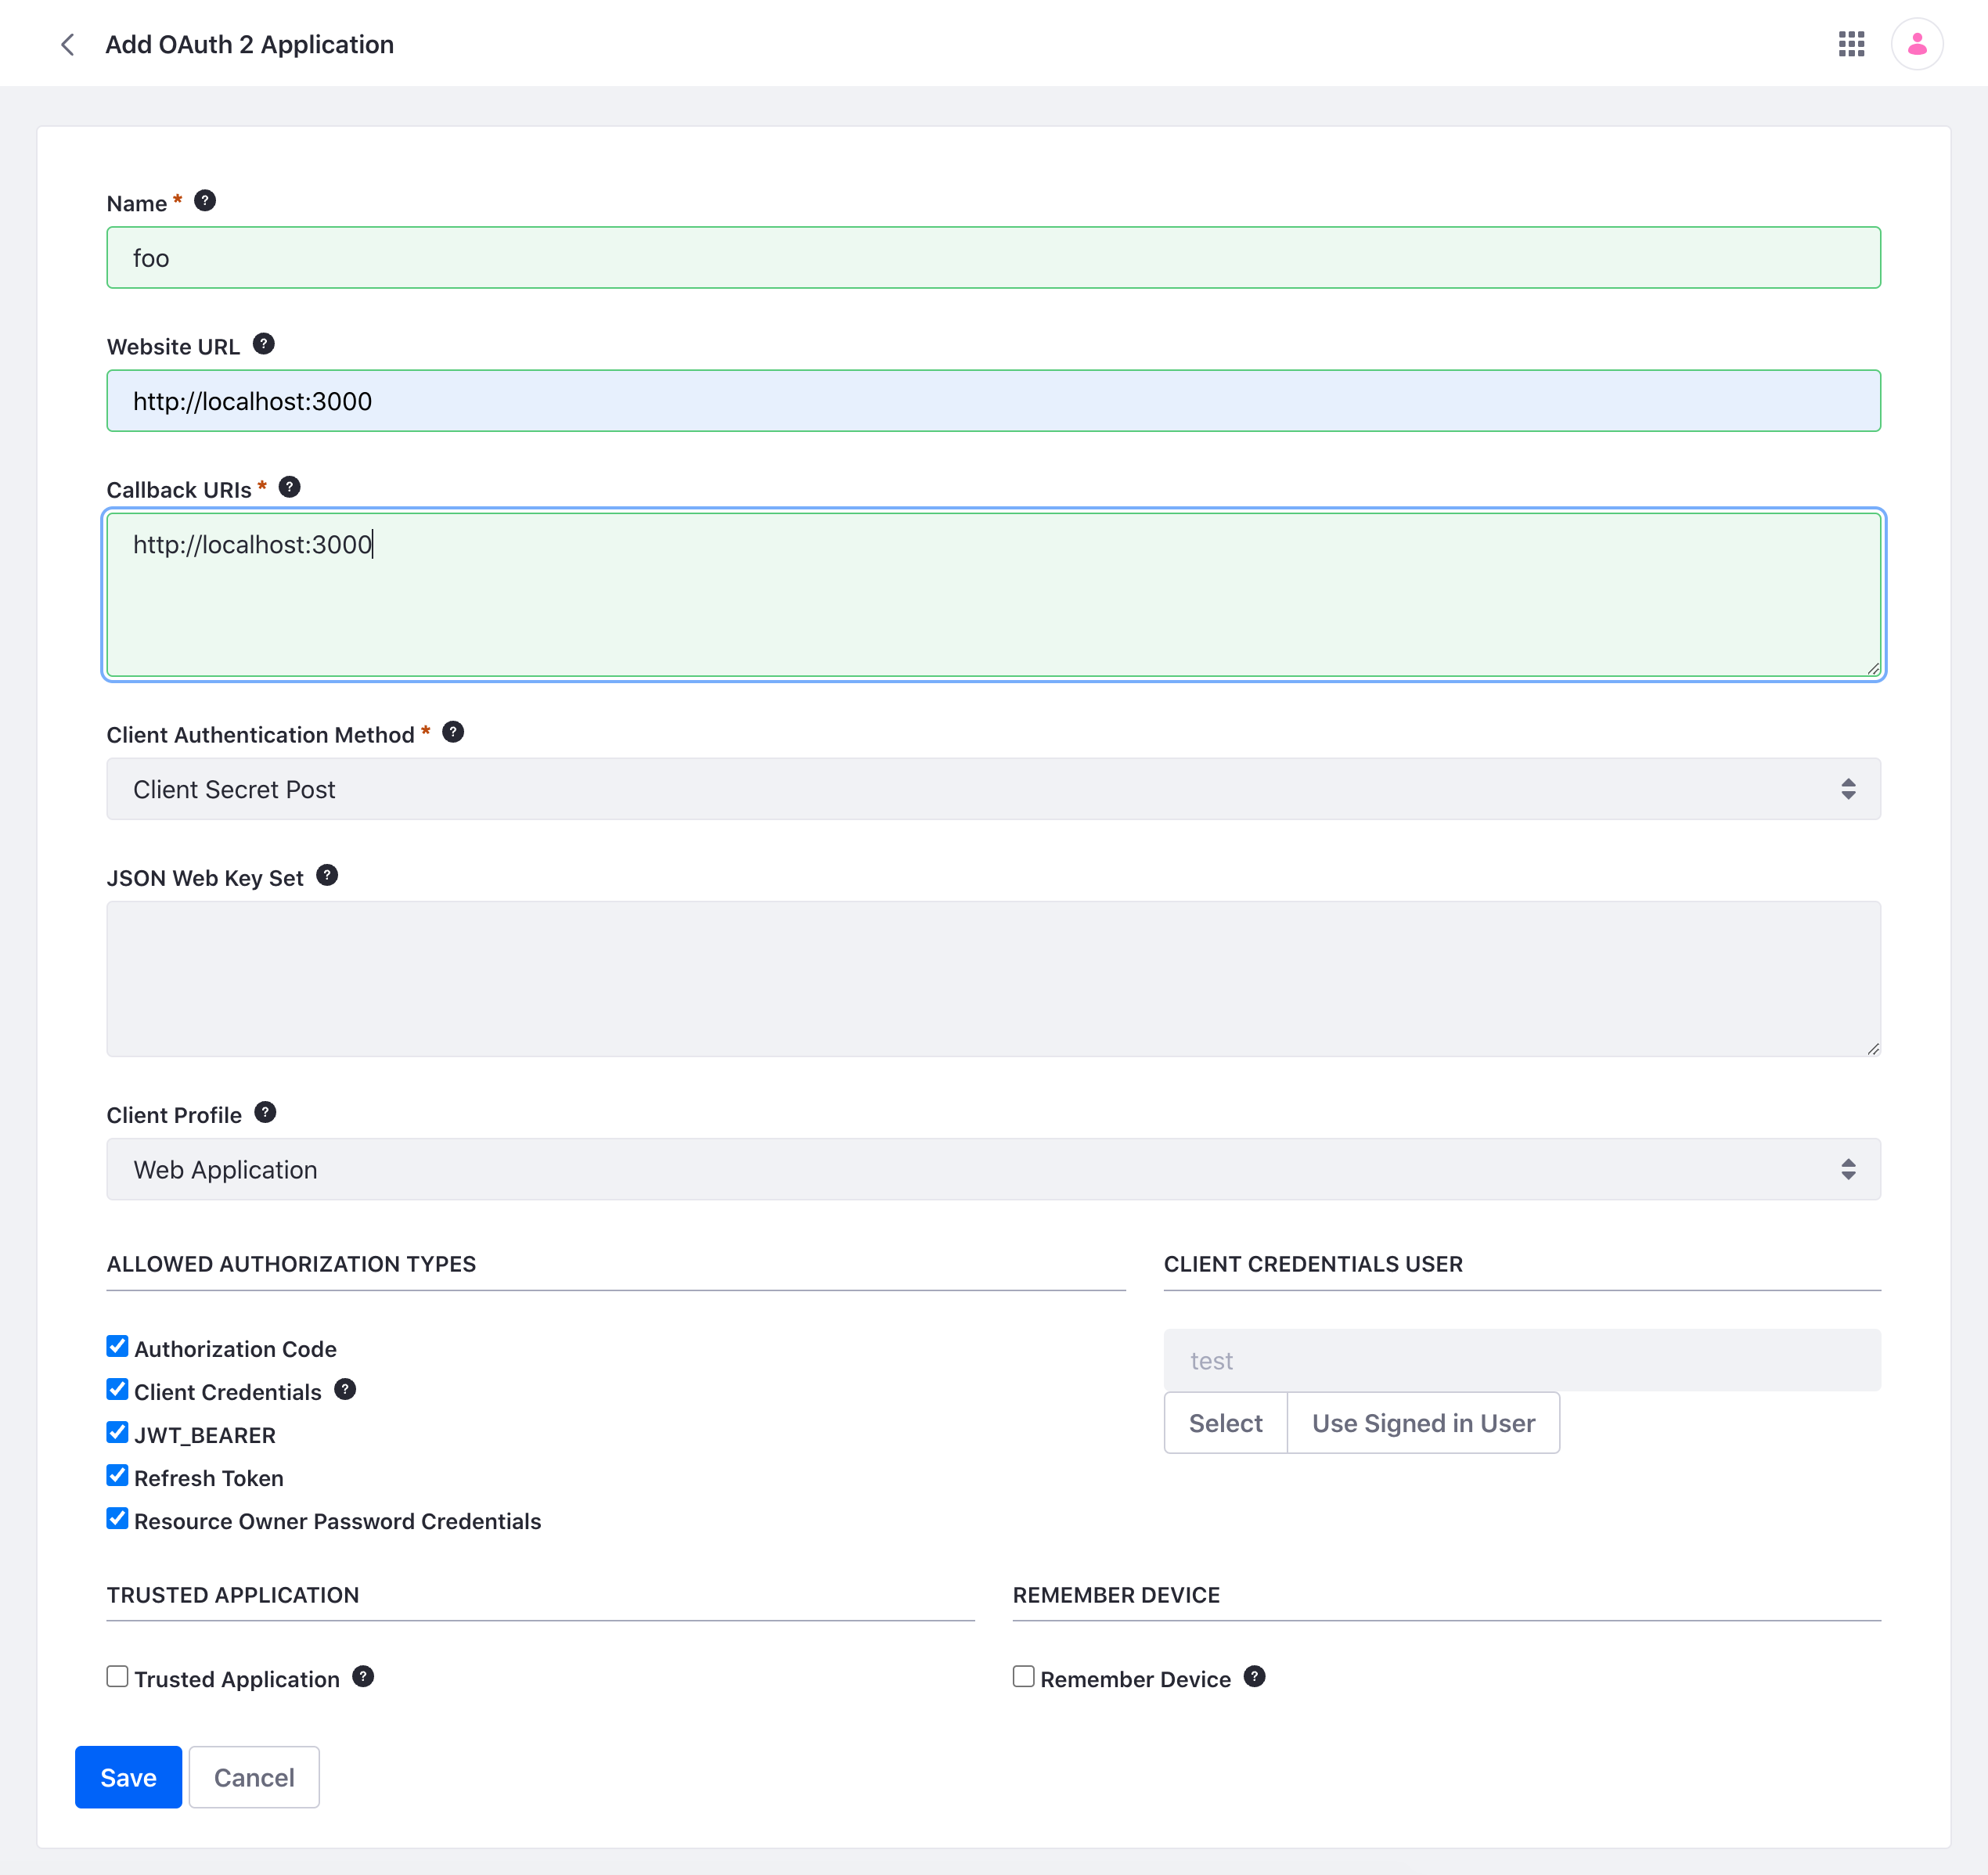 Add OAuth 2 Application
Name * ?
foo
Website URL ?
http://localhost:3000
Callback URIs * ?
http://localhost:3000
Client Authentication Method * ?
Client Secret Post
JSON Web Key Set ?
Client Profile ?
Web Application
ALLOWED AUTHORIZATION TYPES
Authorization Code
Client Credentials ?
JWT_BEARER
Refresh Token
Resource Owner Password Credentials
CLIENT CREDENTIALS USER
test
Select Use Signed in User
TRUSTED APPLICATION
Trusted Application ?
REMEMBER DEVICE
Remember Device ?
Save Cancel